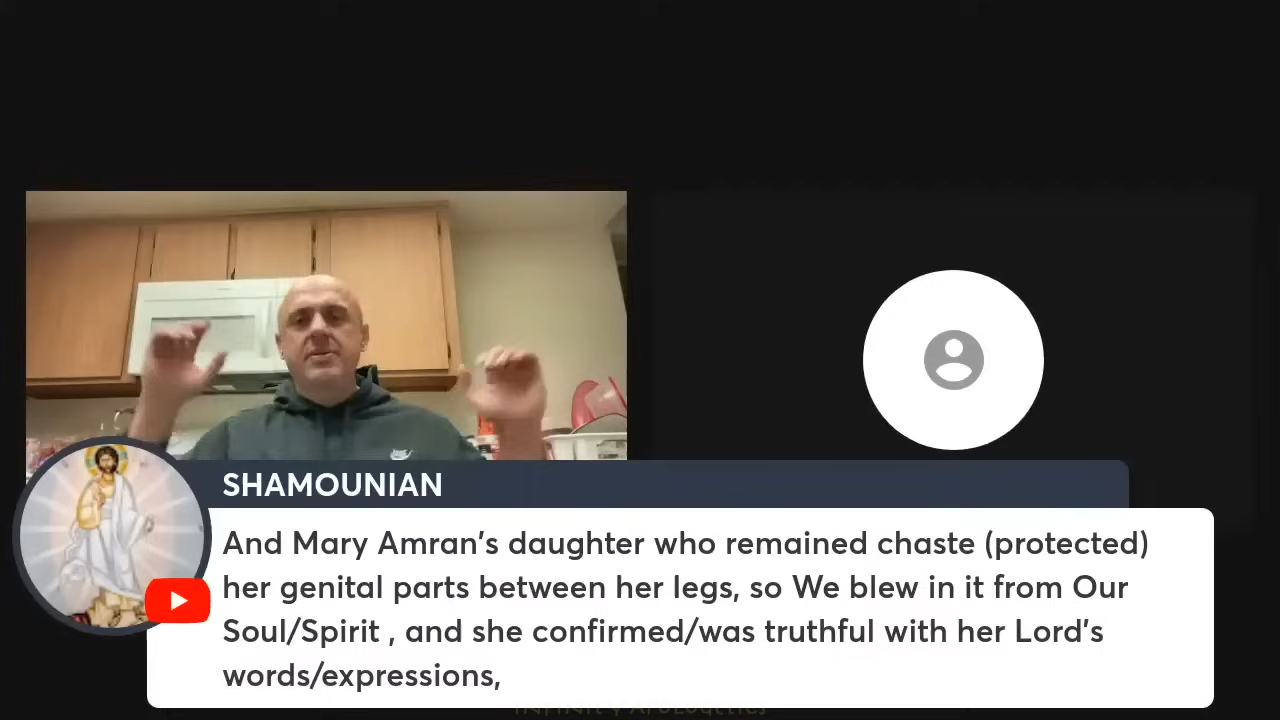 SHAMOUNIAN
And Mary Amran’s daughter who remained chaste (protected)
her genital parts between her legs, so We blew in it from Our
Soul/Spirit , and she confirmed/was truthful with her Lord’s
words/expressions,